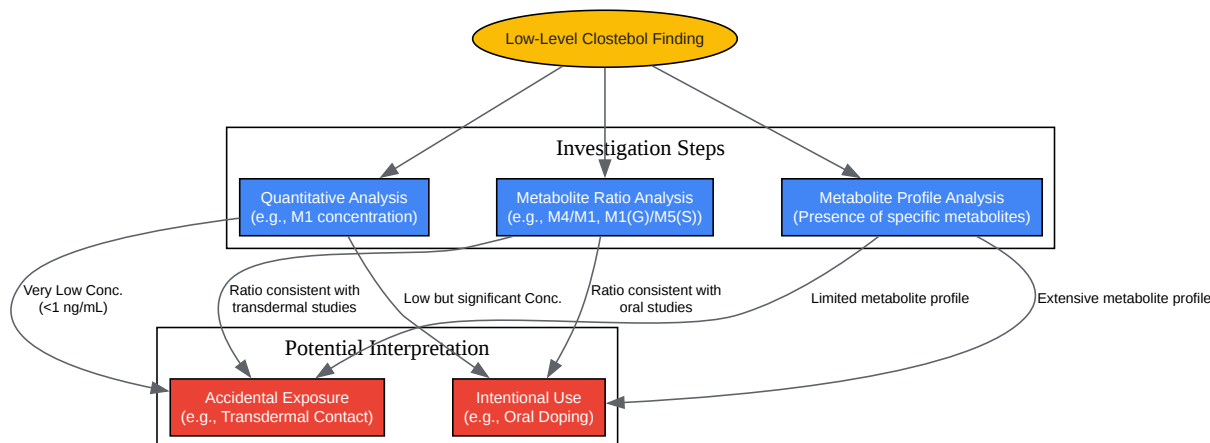 Low-Level Clostebol Finding
Investigation Steps
Quantitative Analysis
(e.g., M1 concentration)
Metabolite Ratio Analysis
(e.g., M4/M1, M1(G)/M5(S))
Metabolite Profile Analysis
(Presence of specific metabolites)
Very Low Conc.
(<1 ng/mL)
Ratio consistent with
transdermal studies
Low but significant Conc.
Ratio consistent with
oral studies
Limited metabolite profile
Extensive metabolite profile
Potential Interpretation
Accidental Exposure
(e.g., Transdermal Contact)
Intentional Use
(e.g., Oral Doping)